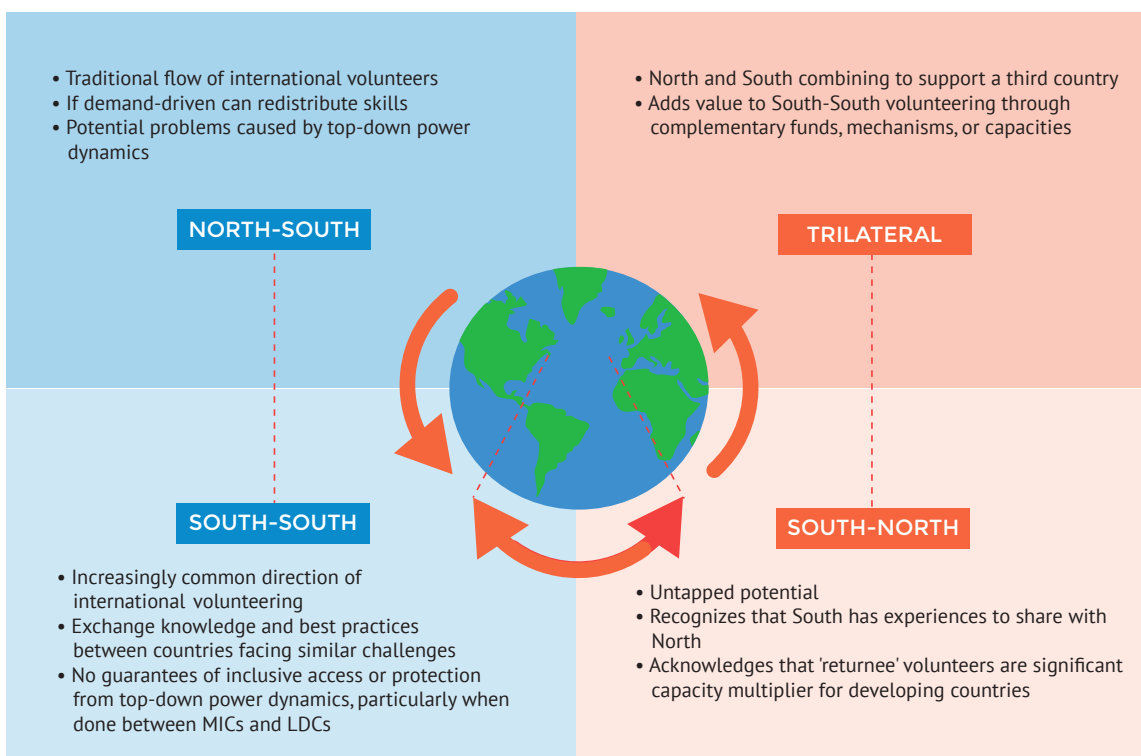 • Traditional flow of international volunteers
• If demand-driven can redistribute skills
• Potential problems caused by top-down power
dynamics
NORTH-SOUTH
• North and South combining to support a third country
• Adds value to South-South volunteering through
complementary funds, mechanisms, or capacities
TRILATERAL
SOUTH-SOUTH
• Increasingly common direction of
international volunteering
• Exchange knowledge and best practices
between countries facing similar challenges
• No guarantees of inclusive access or protection
from top-down power dynamics, particularly when
done between MICs and LDCs
SOUTH-NORTH
• Untapped potential
• Recognizes that South has experiences to share with
North
• Acknowledges that 'returnee' volunteers are significant
capacity multiplier for developing countries